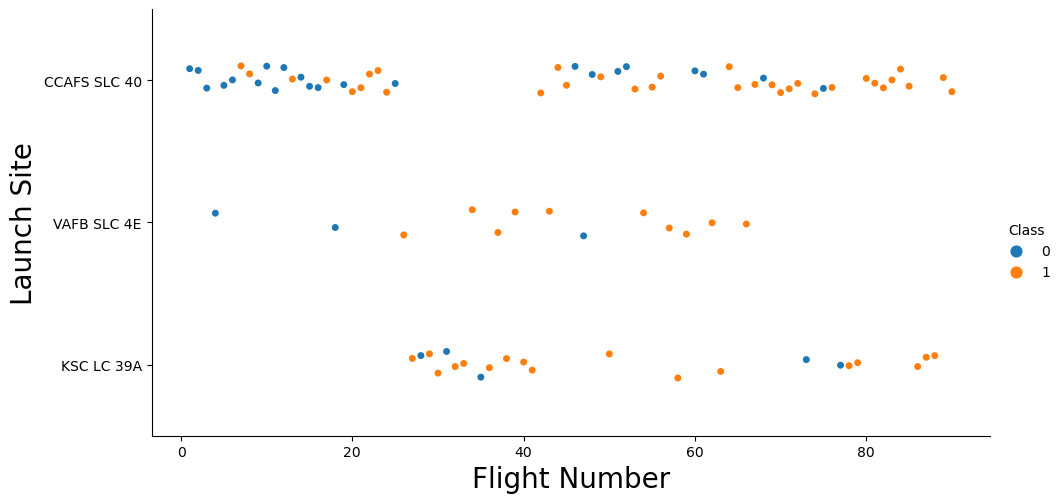 CCAFS SLC 40
VAFB SLC 4E
KSC LC 39A
Launch Site
0 20 40 60 80
Flight Number
Class
0
1